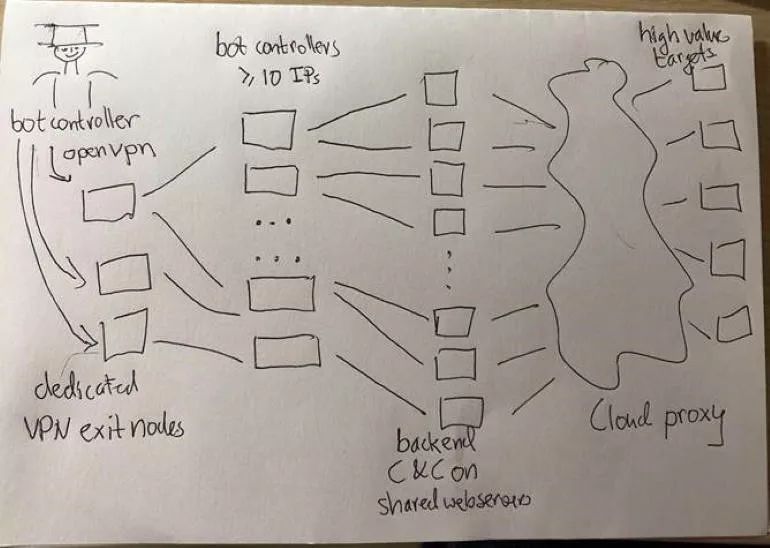 bot controllers
≥ 10 IPs
high value
targets
bot controller
openvpn
dedicated
VPN exit nodes
backend
C & C on
shared webservers
Cloud proxy